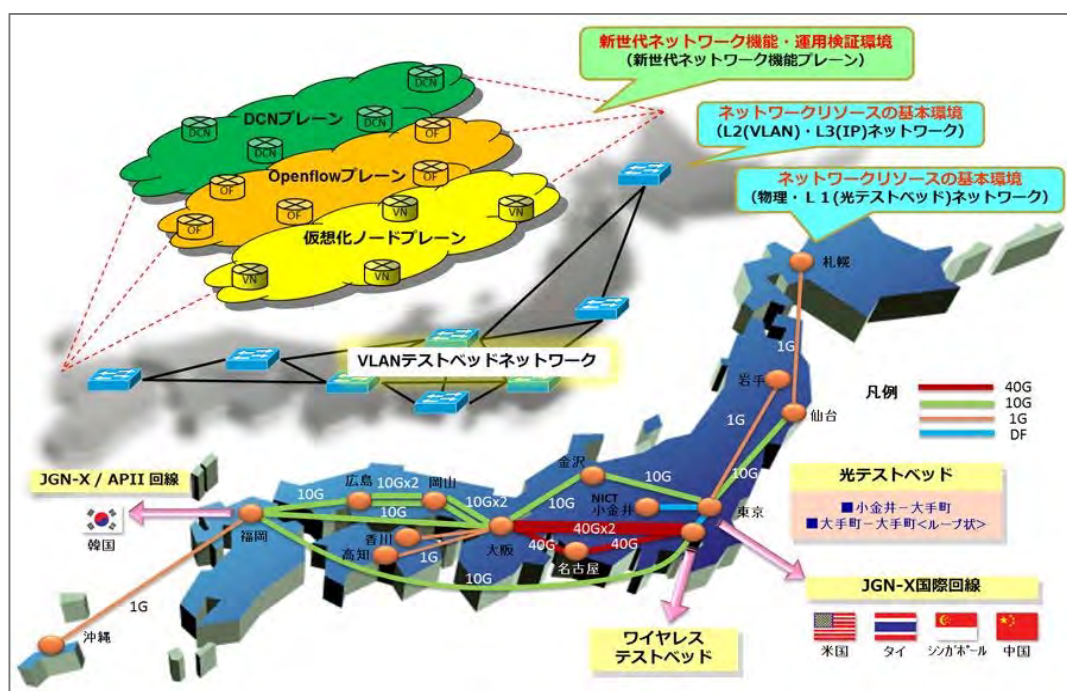 新世代ネットワーク機能・運用検証環境
(新世代ネットワーク機能プレーン)
ネットワークリソースの基本環境
(L2(VLAN)・L3(IP)ネットワーク)
ネットワークリソースの基本環境
(物理・L1(光テストベッド)ネットワーク)
DCN
DCN
DCN
DCN
DCNプレーン
OF
OF
OF
OF
OF
Openflowプレーン
VN
VN
VN
VN
仮想化ノードプレーン
VLANテストベッドネットワーク
札幌
1G
岩手
1G
仙台
10G
凡例
40G
10G
1G
DF
JGN-X / APII 回線
韓国
福岡
10G
広島
10Gx2
岡山
10Gx2
10G
金沢
10G
10G
NICT
小金井
東京
香川
高知
1G
大阪
40Gx2
40G
40G
名古屋
10G
1G
沖縄
光テストベッド
■小金井-大手町
■大手町-大手町<ループ状>
ワイヤレス
テストベッド
JGN-X国際回線
米国
タイ
シンガポール
中国